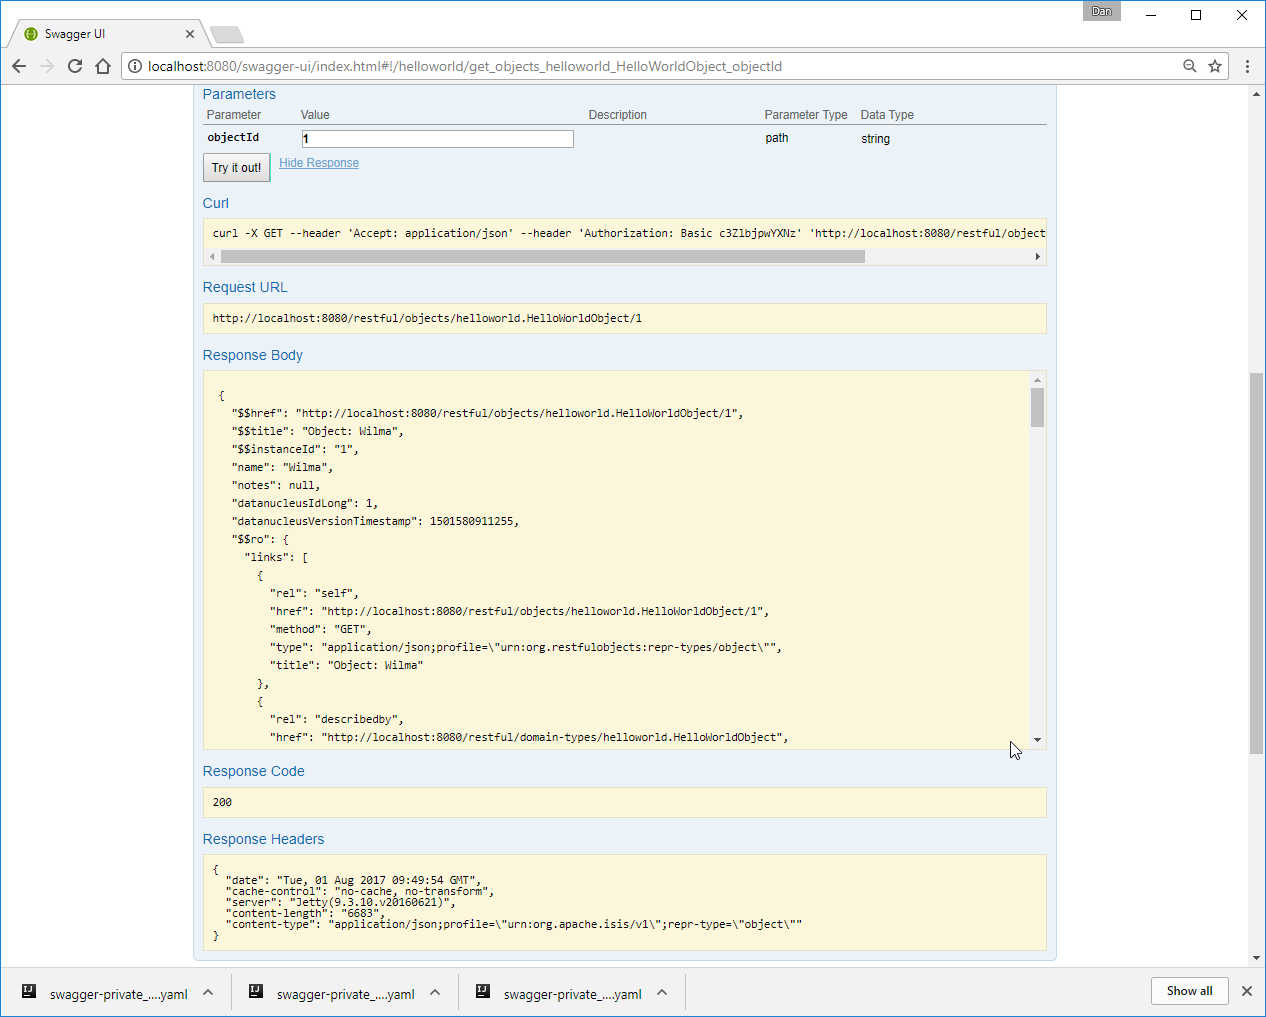 Dan
Swagger UI
localhost:8080/swagger-ui/index.html#!/helloworld/get_objects_helloworld_HelloWorldObject_objectId
Parameters
Parameter Value Description Parameter Type Data Type
objectId 1 path string
Try it out! Hide Response
Curl
curl -X GET --header 'Accept: application/json' --header 'Authorization: Basic c3ZlbjpwYXNz' 'http://localhost:8080/restful/object
Request URL
http://localhost:8080/restful/objects/helloworld.HelloWorldObject/1
Response Body
{
"$$href": "http://localhost:8080/restful/objects/helloworld.HelloWorldObject/1",
"$$title": "Object: Wilma",
"$$instanceId": "1",
"name": "Wilma",
"notes": null,
"datanucleusIdLong": 1,
"datanucleusVersionTimestamp": 1501580911255,
"$$ro": {
"links": [
{
"rel": "self",
"href": "http://localhost:8080/restful/objects/helloworld.HelloWorldObject/1",
"method": "GET",
"type": "application/json;profile=\"urn:org.restfulobjects:repr-types/object\"",
"title": "Object: Wilma"
},
{
"rel": "describedby",
"href": "http://localhost:8080/restful/domain-types/helloworld.HelloWorldObject",
Response Code
200
Response Headers
{
"date": "Tue, 01 Aug 2017 09:49:54 GMT",
"cache-control": "no-cache, no-transform",
"server": "Jetty(9.3.10.v20160621)",
"content-length": "6683",
"content-type": "application/json;profile=\"urn:org.apache.isis/v1\";repr-type=\"object\""
}
swagger-private_....yaml swagger-private_....yaml swagger-private_....yaml Show all